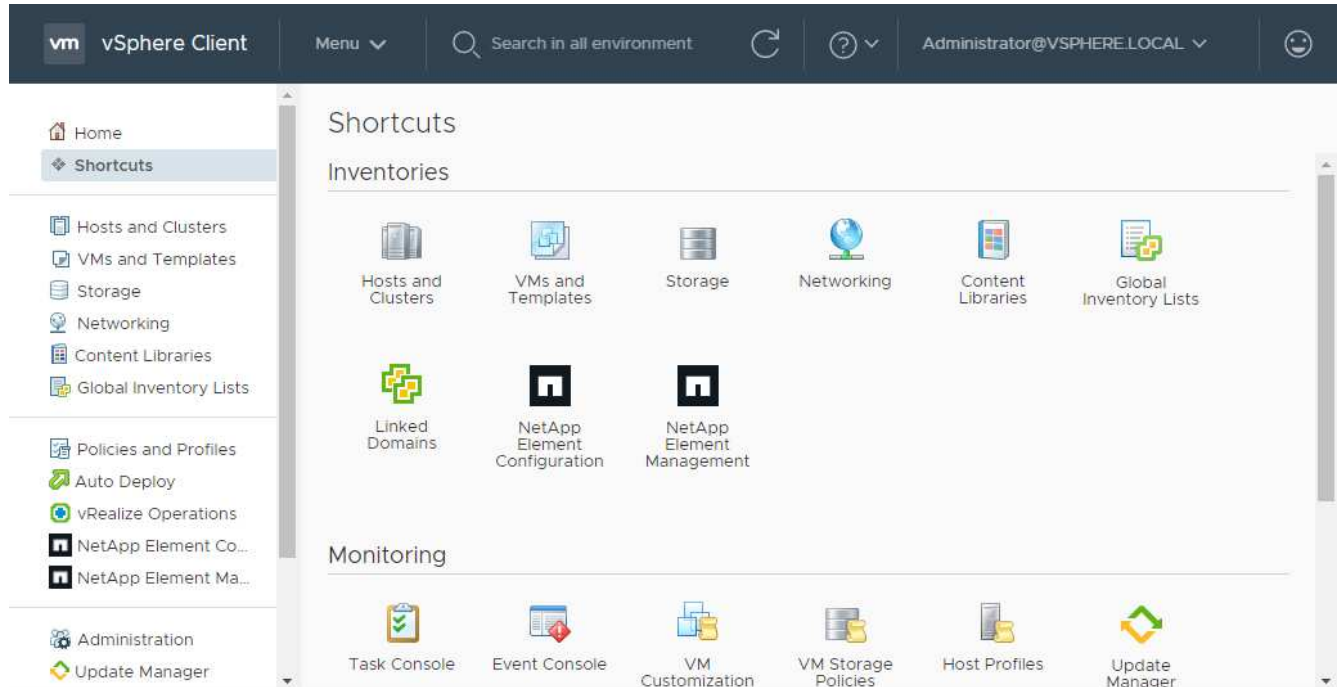 vm vSphere Client Menu Search in all environment Administrator@VSPHERE.LOCAL
Home
Shortcuts
Hosts and Clusters
VMs and Templates
Storage
Networking
Content Libraries
Global Inventory Lists
Policies and Profiles
Auto Deploy
vRealize Operations
NetApp Element Co...
NetApp Element Ma...
Administration
Update Manager
Shortcuts
Inventories
Hosts and
Clusters
VMs and
Templates
Storage
Networking
Content
Libraries
Global
Inventory Lists
Linked
Domains
NetApp
Element
Configuration
NetApp
Element
Management
Monitoring
Task Console
Event Console
VM
Customization
VM Storage
Policies
Host Profiles
Update
Manager